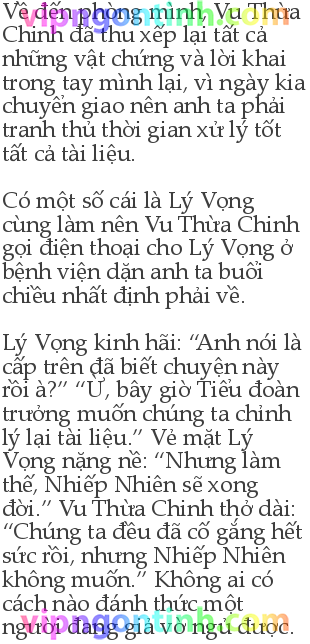 Về đến phòng mình, Vu Thừa
Chinh đã thu xếp lại tất cả
những vật chứng và lời khai
trong tay mình lại, vì ngày kia
chuyển giao nên anh ta phải
tranh thủ thời gian xử lý tốt
tất cả tài liệu.
Có một số cái là Lý Vọng
cùng làm nên Vu Thừa Chinh
gọi điện thoại cho Lý Vọng ở
bệnh viện dặn anh ta buổi
chiều nhất định phải về.
Lý Vọng kinh hãi: “Anh nói là
cấp trên đã biết chuyện này
rồi à?” “Ừ, bây giờ Tiểu đoàn
trưởng muốn chúng ta chỉnh
lý lại tài liệu.” Vẻ mặt Lý
Vọng nặng nề: “Nhưng làm
thế, Nhiếp Nhiên sẽ xong
đời.” Vu Thừa Chinh thở dài:
“Chúng ta đều đã cố gắng hết
sức rồi, nhưng Nhiếp Nhiên
không muốn.” Không ai có
cách nào đánh thức một
người đang giả vờ ngủ được.
vipngontinh.com
vipngontinh.com